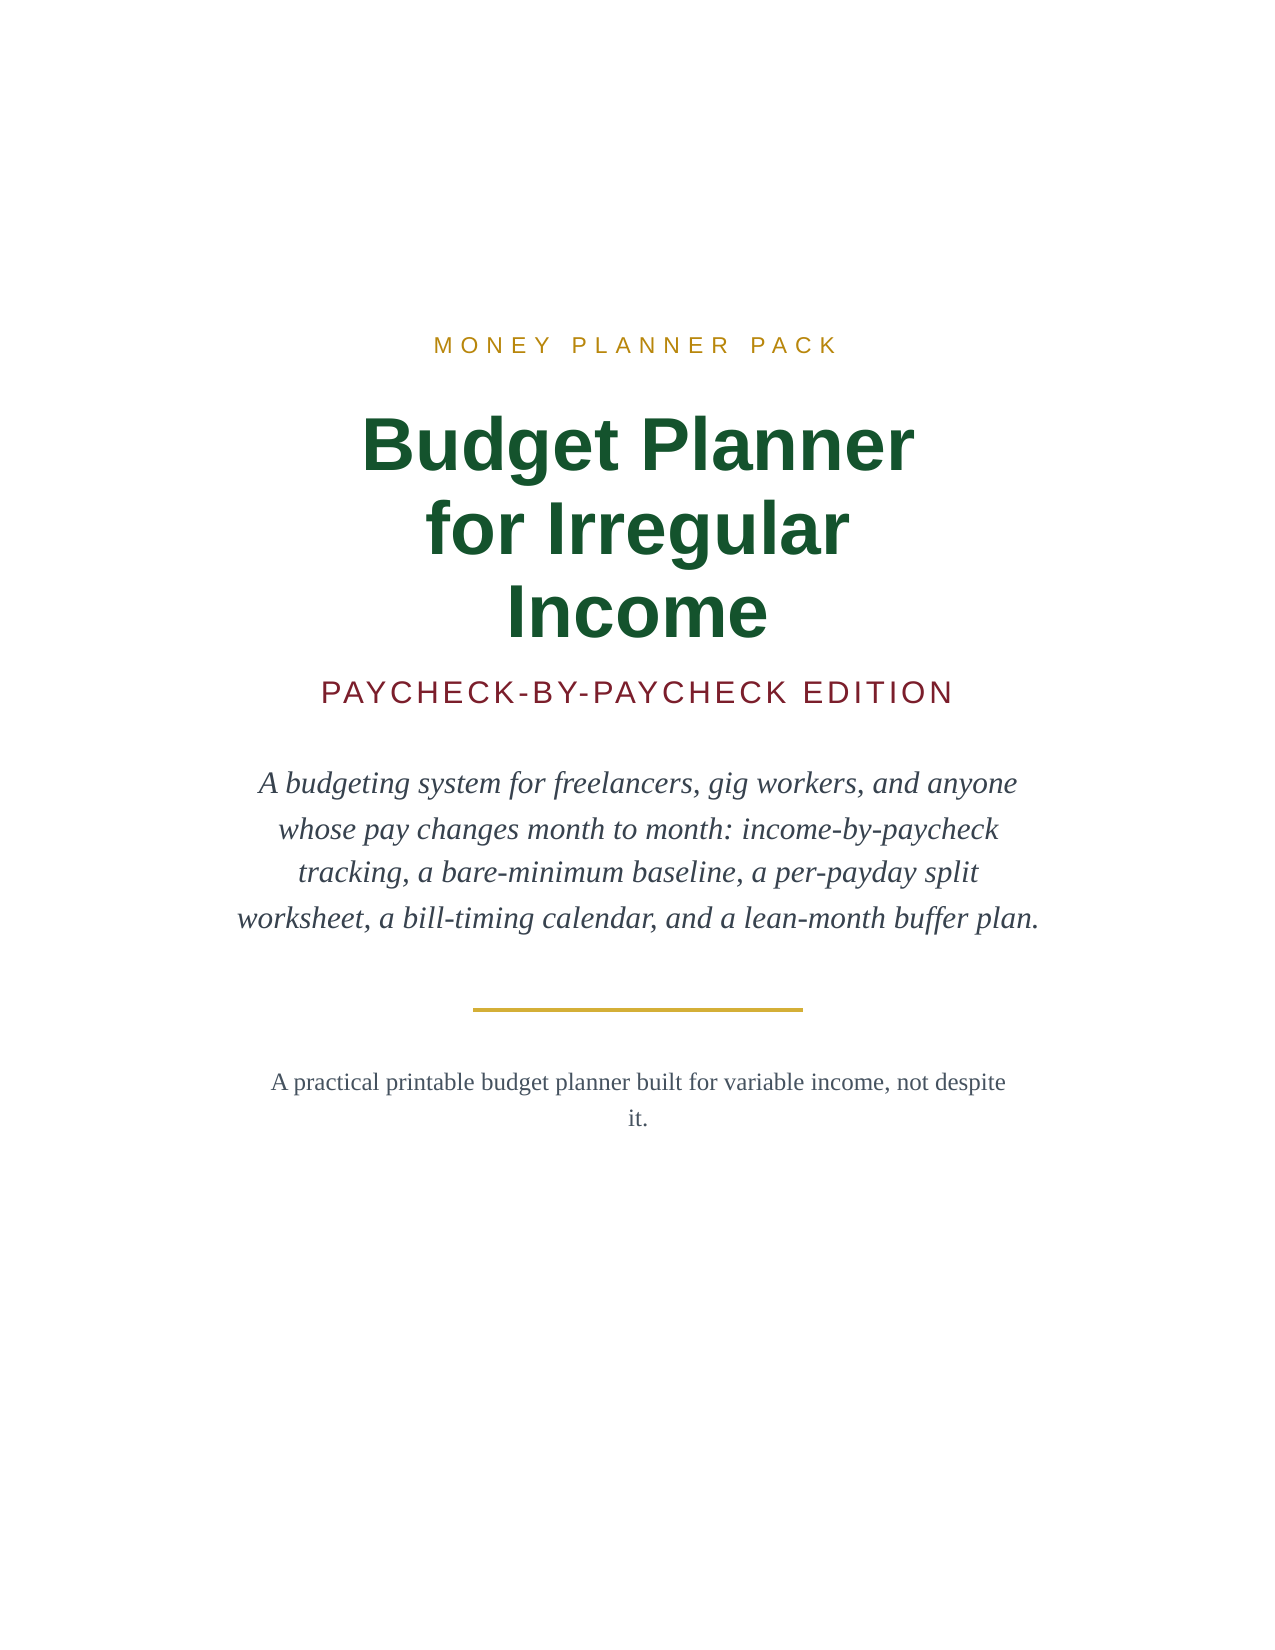 MONEY PLANNER PACK
Budget Planner
for Irregular
Income
PAYCHECK-BY-PAYCHECK EDITION
A budgeting system for freelancers, gig workers, and anyone
whose pay changes month to month: income-by-paycheck
tracking, a bare-minimum baseline, a per-payday split
worksheet, a bill-timing calendar, and a lean-month buffer plan.
A practical printable budget planner built for variable income, not despite
it.